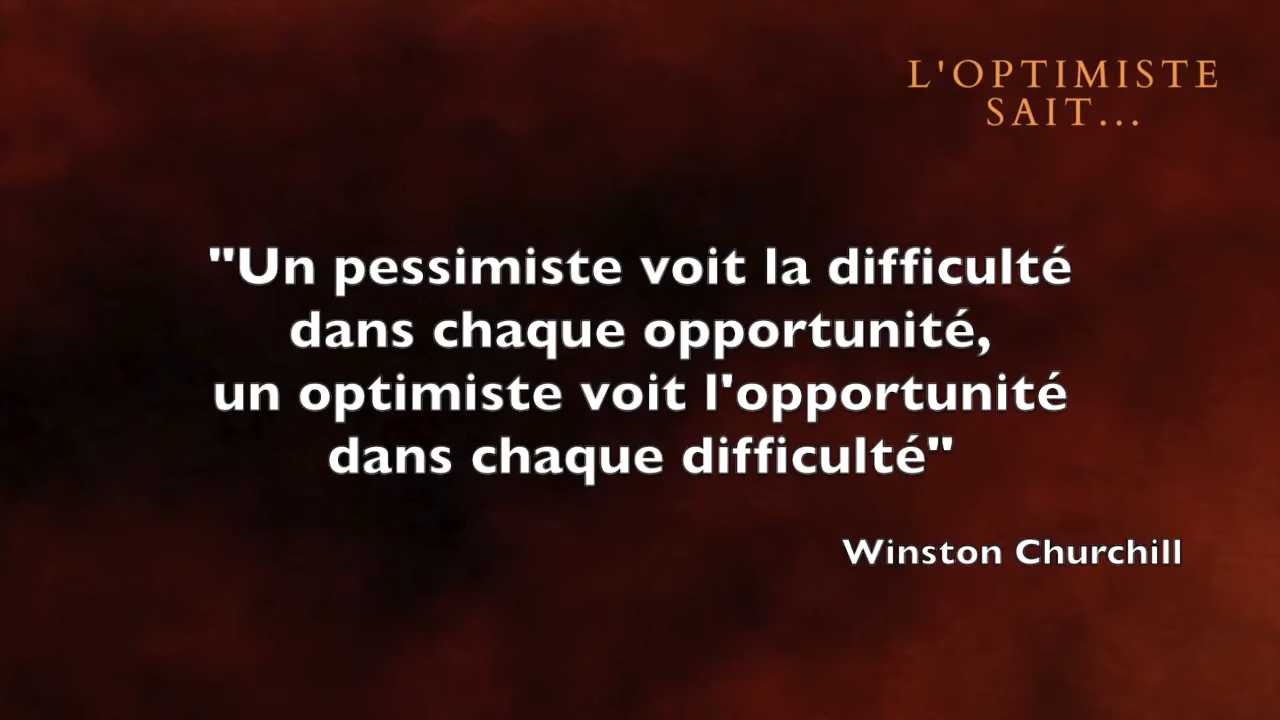 L'OPTIMISTE
SAIT...
"Un pessimiste voit la difficulté
dans chaque opportunité,
un optimiste voit l'opportunité
dans chaque difficulté"
Winston Churchill